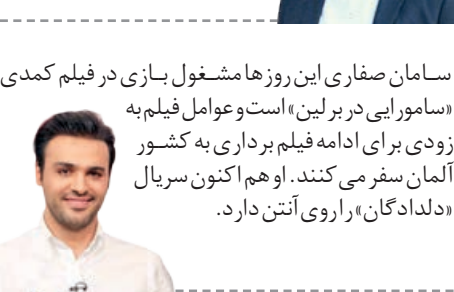 سامان صفاری این روزها مشغول بازی در فیلم کمدی
«سامورایی در برلین» است و عوامل فیلم به
زودی برای ادامه فیلم برداری به کشور
آلمان سفر می کنند. او هم اکنون سریال
«دلدادگان» را روی آنتن دارد.